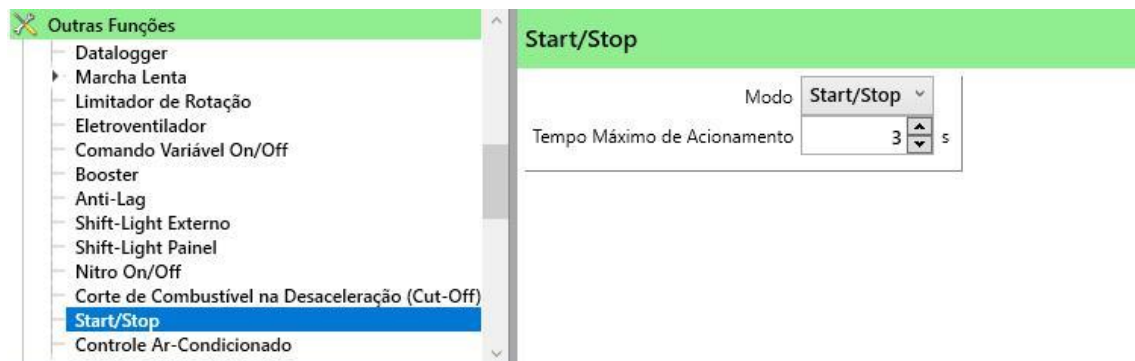 Outras Funções
Datalogger
Marcha Lenta
Limitador de Rotação
Eletroventilador
Comando Variável On/Off
Booster
Anti-Lag
Shift-Light Externo
Shift-Light Painel
Nitro On/Off
Corte de Combustível na Desaceleração (Cut-Off)
Start/Stop
Controle Ar-Condicionado
Start/Stop
Modo Start/Stop
Tempo Máximo de Acionamento 3 s